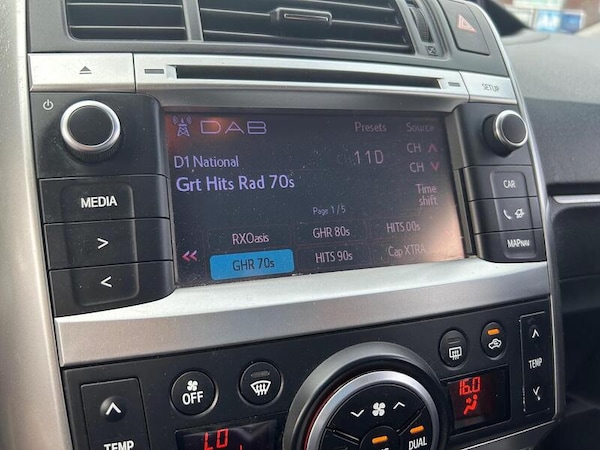 SETUP
DAB
Presets
Source
D1 National
11D
CH
CH
Grt Hits Rad 70s
Time
shift
Page 1 / 5
RXOasis
GHR 80s
HITS 00s
GHR 70s
HITS 90s
Cap XTRA
MEDIA
CAR
MAP NAV
OFF
TEMP
LO
DUAL
16.0
TEMP